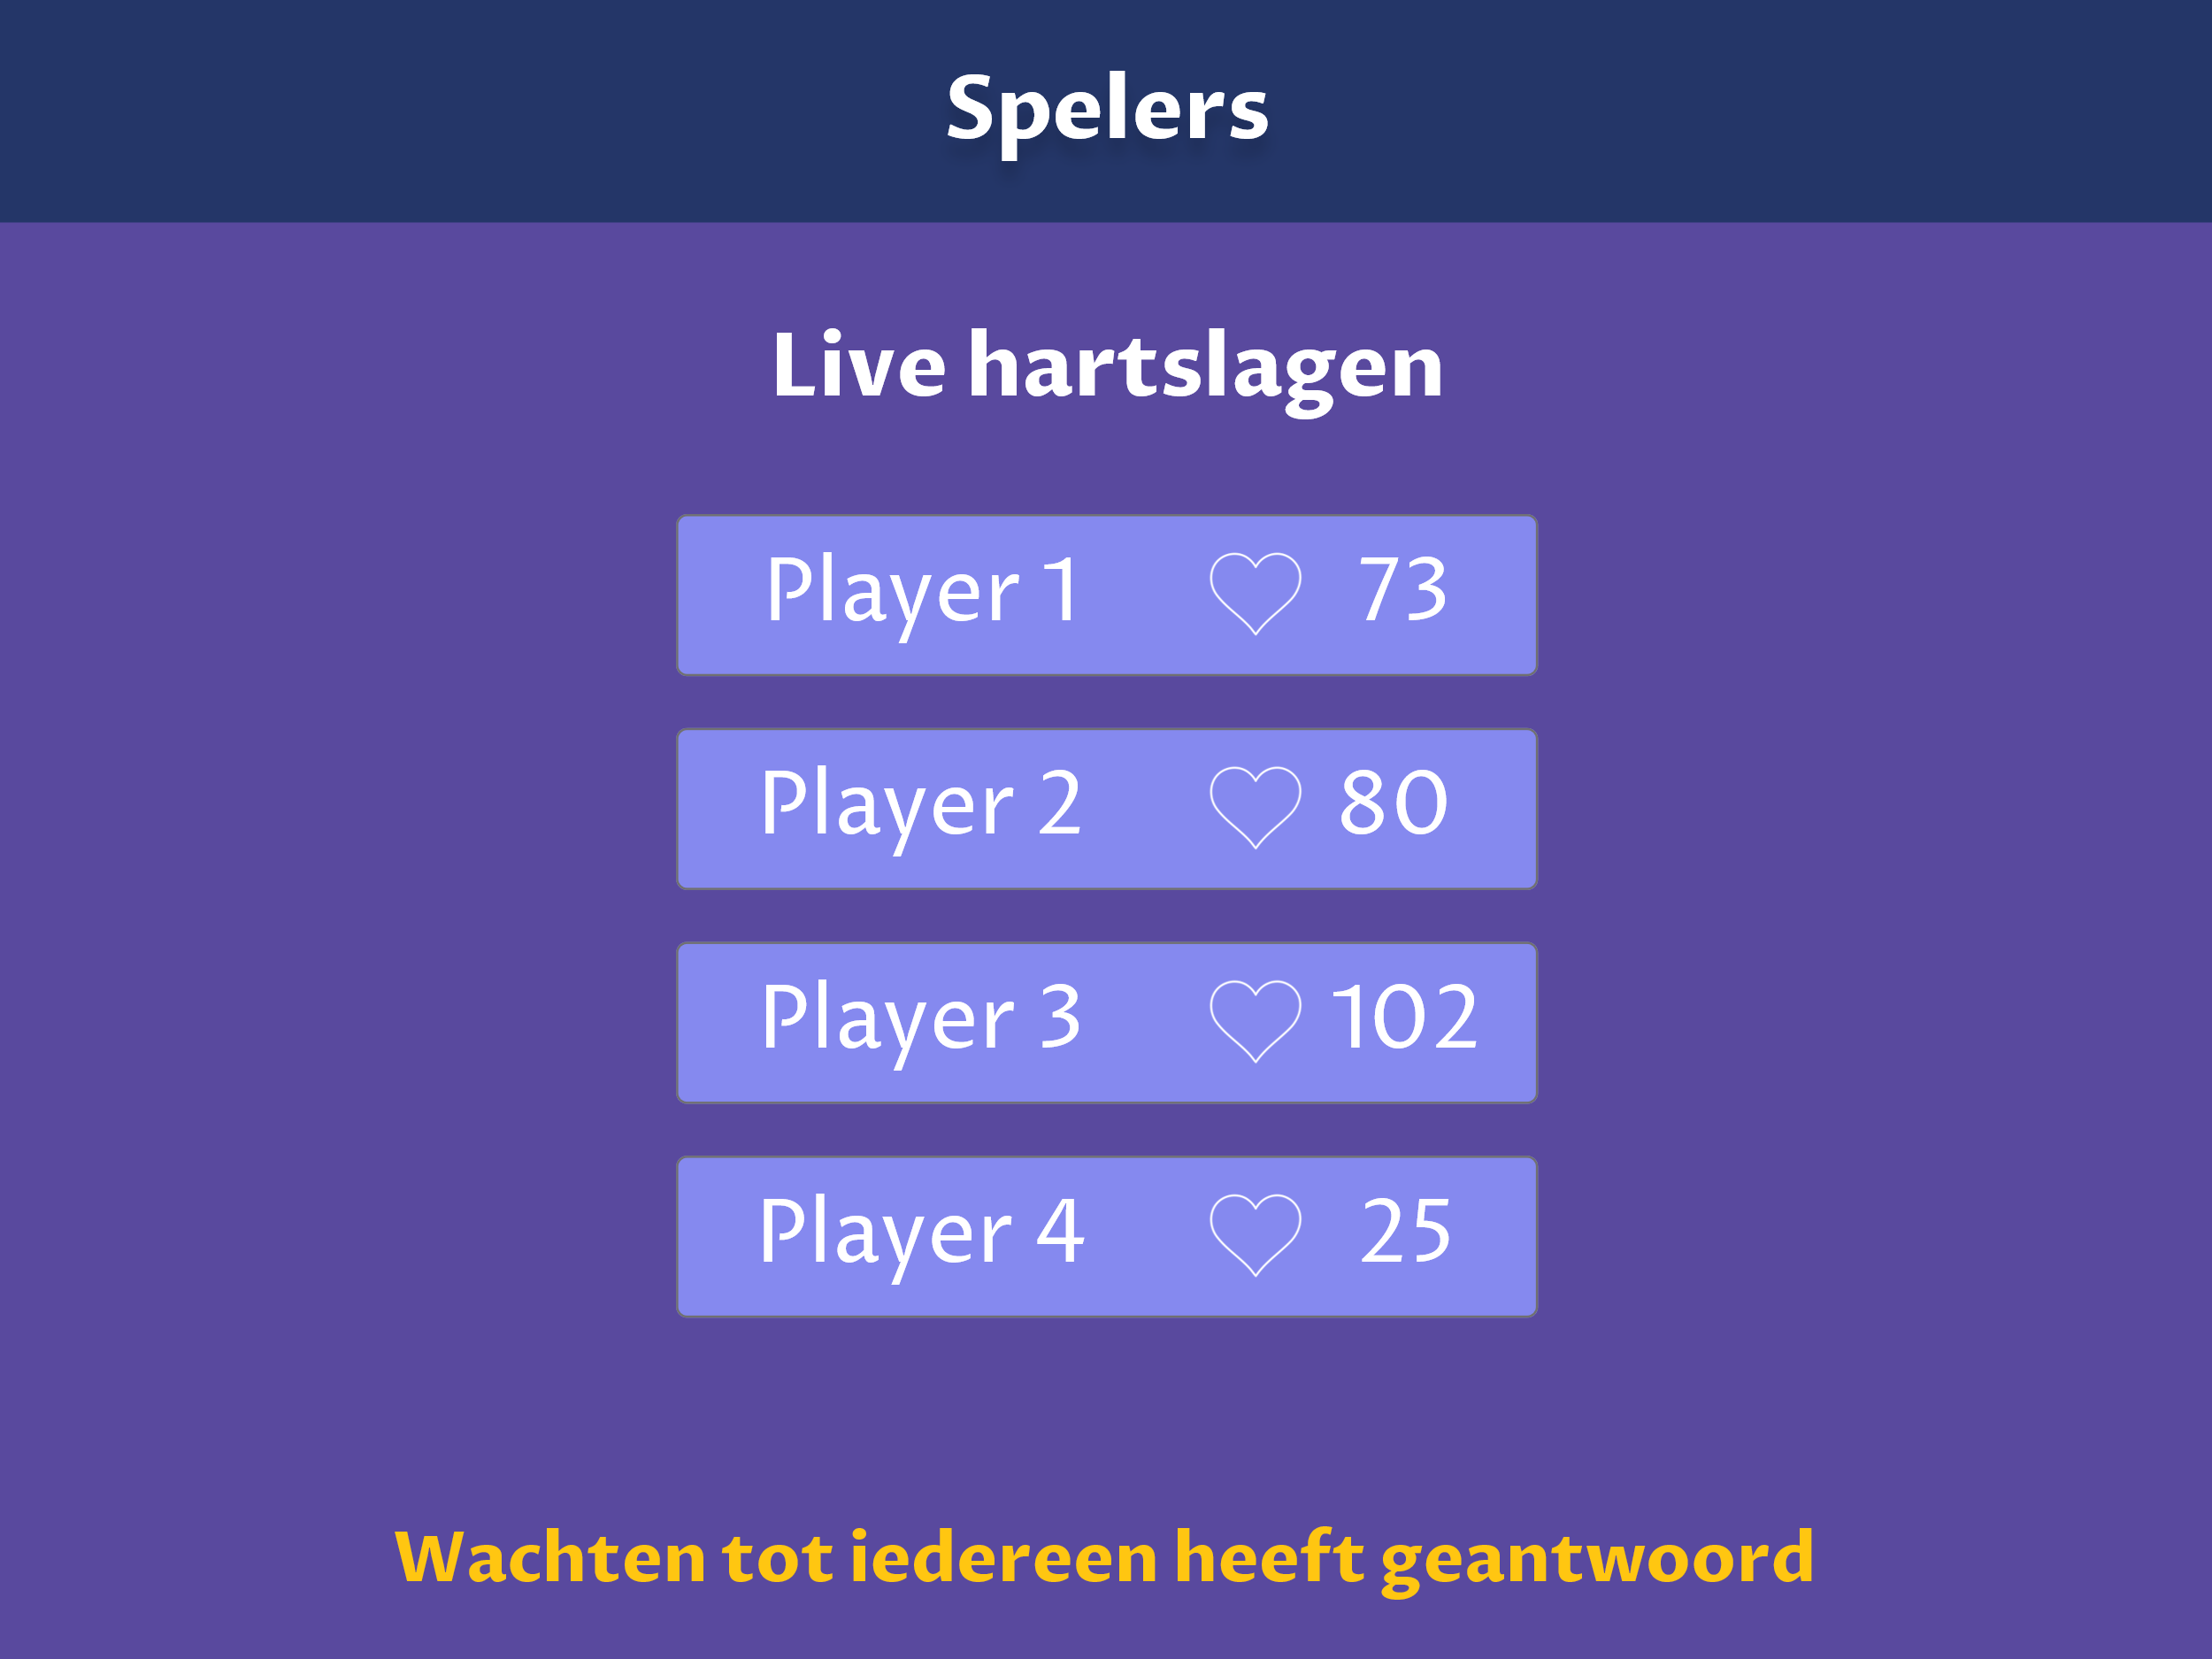 Spelers
Live hartslagen
Player 1 73
Player 2 80
Player 3 102
Player 4 25
Wachten tot iedereen heeft geantwoord